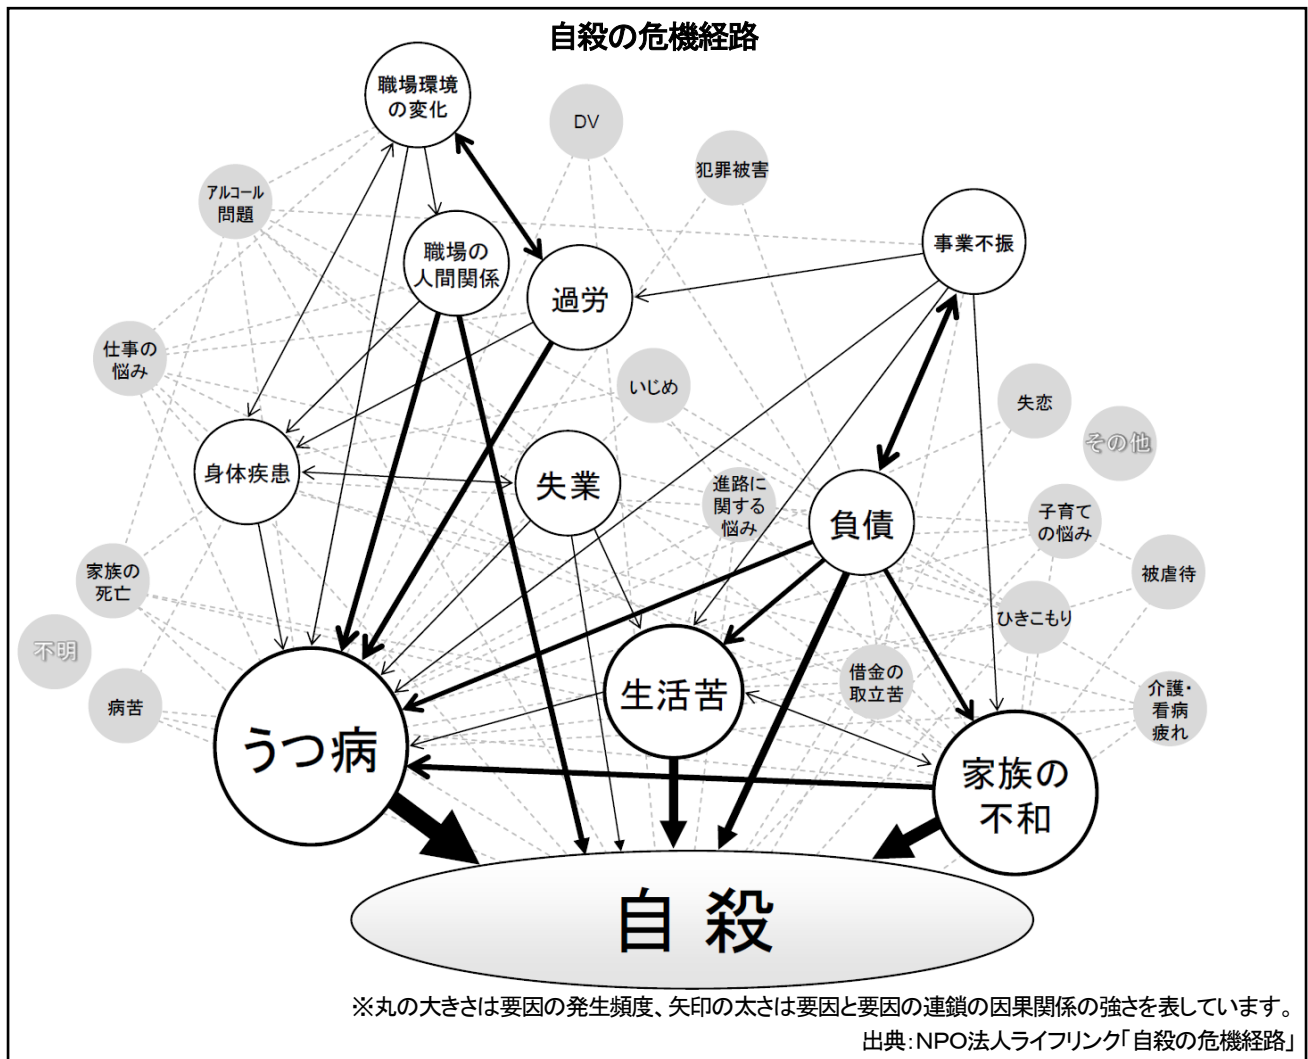 自殺の危機経路
職場環境
の変化
DV
犯罪被害
アルコール
問題
職場の
人間関係
過労
事業不振
仕事の
悩み
いじめ
失恋
その他
身体疾患
失業
進路に
関する
悩み
負債
子育て
の悩み
家族の
死亡
被虐待
ひきこもり
不明
病苦
うつ病
生活苦
借金の
取立苦
介護・
看病
疲れ
家族の
不和
自殺
※丸の大きさは要因の発生頻度、矢印の太さは要因と要因の連鎖の因果関係の強さを表しています。
出典：NPO法人ライフリンク「自殺の危機経路」